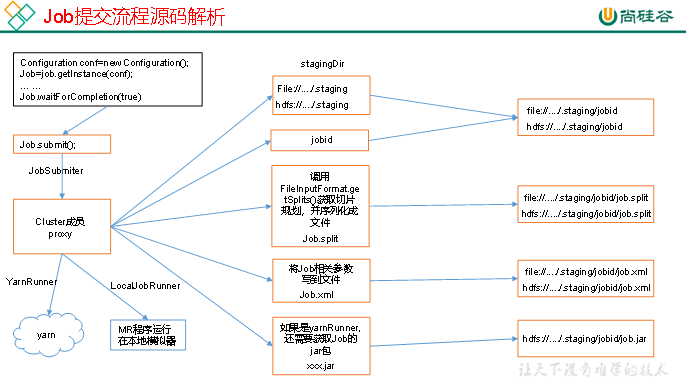 Job提交流程源码解析
尚硅谷
Configuration conf=new Configuration();
Job=job.getInstance(conf);
… …
Job.waitForCompletion(true)
Job.submit();
JobSubmiter
Cluster成员
proxy
YarnRunner
LocalJobRunner
yarn
MR程序运行
在本地模拟器
stagingDir
File://..../.staging
hdfs://..../.staging
jobid
调用
FileInputFormat.ge
tSplits()获取切片
规划，并序列化成
文件
Job.split
将Job相关参数
写到文件
Job.xml
如果是yarnRunner,
还需要获取Job的
jar包
xxx.jar
file://..../.staging/jobid
hdfs://..../.staging/jobid
file://..../.staging/jobid/job.split
hdfs://..../.staging/jobid/job.split
file://..../.staging/jobid/job.xml
hdfs://..../.staging/jobid/job.xml
hdfs://..../.staging/jobid/job.jar
让天下没有难学的技术